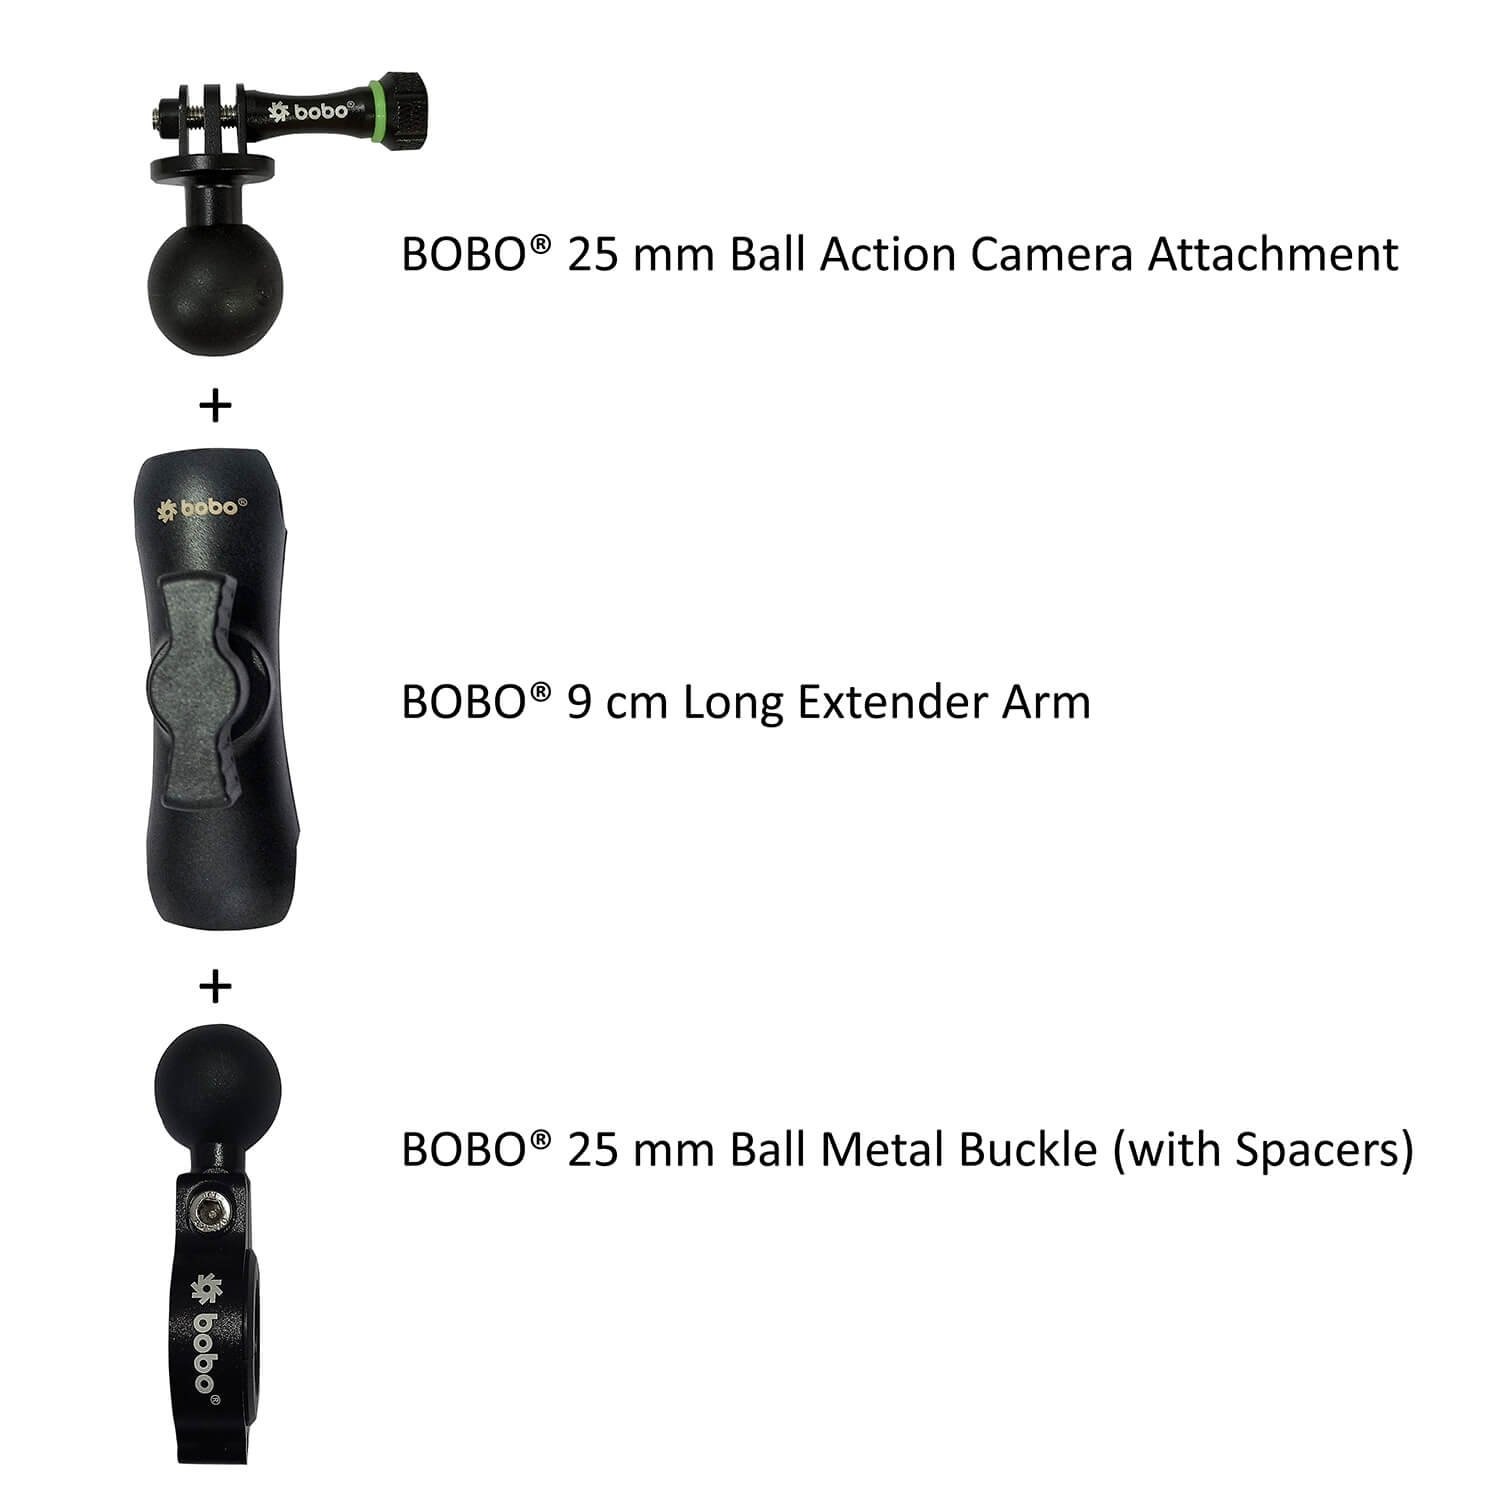 bobo®
BOBO® 25 mm Ball Action Camera Attachment
+
bobo®
BOBO® 9 cm Long Extender Arm
+
BOBO® 25 mm Ball Metal Buckle (with Spacers)
bobo®